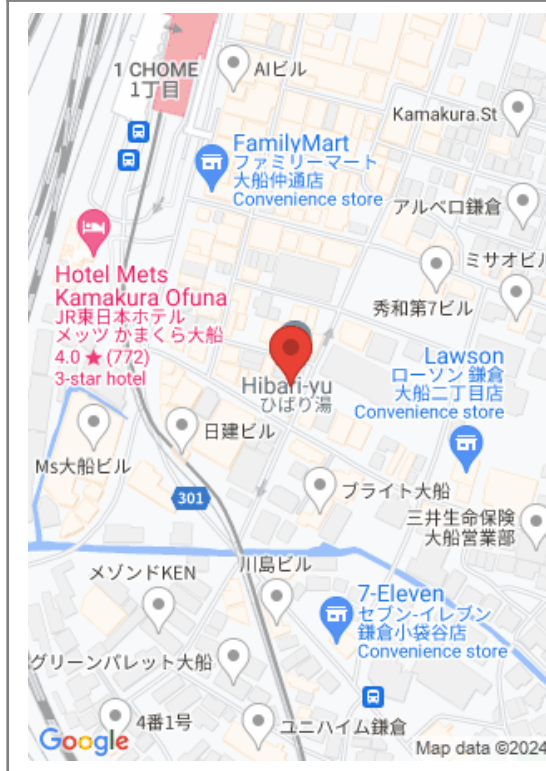 1 CHOME
1丁目
AIビル
Kamakura.St
FamilyMart
ファミリーマート
大船仲通店
Convenience store
アルベロ鎌倉
ミサオビル
Hotel Mets
Kamakura Ofuna
JR東日本ホテル
メッツ かまくら大船
4.0 ★ (772)
3-star hotel
秀和第7ビル
Lawson
ローソン 鎌倉
大船二丁目店
Convenience store
Hibari-yu
ひばり湯
日建ビル
Ms大船ビル
301
ブライト大船
三井生命保険
大船営業部
川島ビル
メゾンドKEN
7-Eleven
セブン-イレブン
鎌倉小袋谷店
Convenience store
グリーンパレット大船
4番1号
ユニハイム鎌倉
Google
Map data ©2024